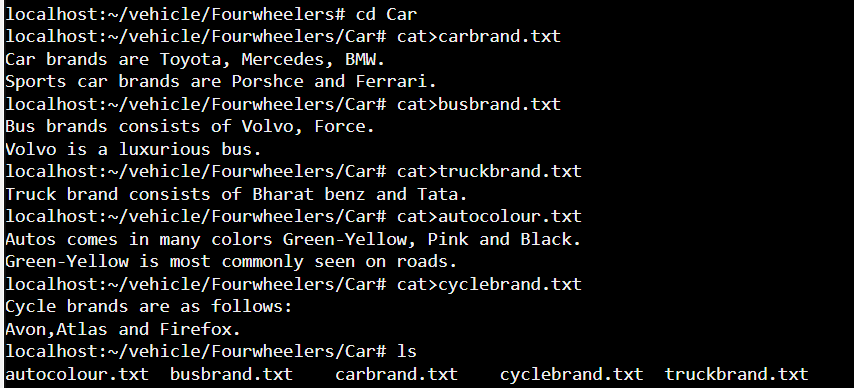 localhost:~/vehicle/Fourwheelers# cd Car
localhost:~/vehicle/Fourwheelers/Car# cat>carbrand.txt
Car brands are Toyota, Mercedes, BMW.
Sports car brands are Porshce and Ferrari.
localhost:~/vehicle/Fourwheelers/Car# cat>busbrand.txt
Bus brands consists of Volvo, Force.
Volvo is a luxurious bus.
localhost:~/vehicle/Fourwheelers/Car# cat>truckbrand.txt
Truck brand consists of Bharat benz and Tata.
localhost:~/vehicle/Fourwheelers/Car# cat>autocolour.txt
Autos comes in many colors Green-Yellow, Pink and Black.
Green-Yellow is most commonly seen on roads.
localhost:~/vehicle/Fourwheelers/Car# cat>cyclebrand.txt
Cycle brands are as follows:
Avon,Atlas and Firefox.
localhost:~/vehicle/Fourwheelers/Car# ls
autocolour.txt  busbrand.txt    carbrand.txt    cyclebrand.txt  truckbrand.txt